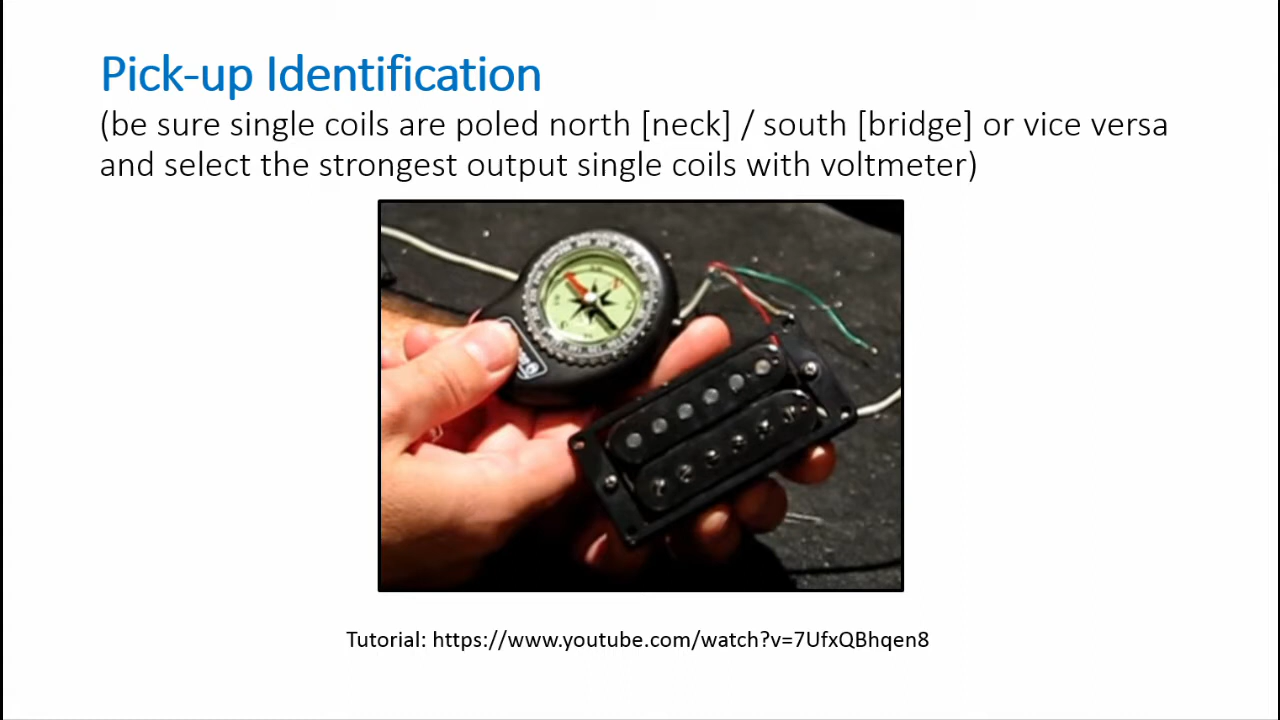 Pick-up Identification
(be sure single coils are poled north [neck] / south [bridge] or vice versa
and select the strongest output single coils with voltmeter)
Tutorial: https://www.youtube.com/watch?v=7UfxQBhqen8